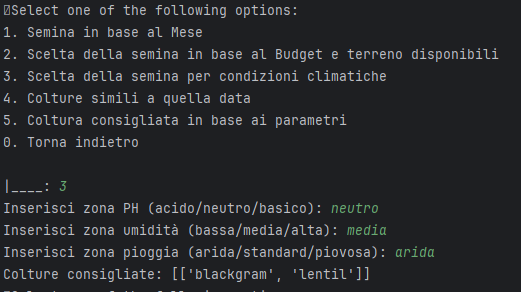 Select one of the following options:
1. Semina in base al Mese
2. Scelta della semina in base al Budget e terreno disponibili
3. Scelta della semina per condizioni climatiche
4. Colture simili a quella data
5. Coltura consigliata in base ai parametri
0. Torna indietro
|____: 3
Inserisci zona PH (acido/neutro/basico): neutro
Inserisci zona umidità (bassa/media/alta): media
Inserisci zona pioggia (arida/standard/piovosa): arida
Colture consigliate: [['blackgram', 'lentil']]